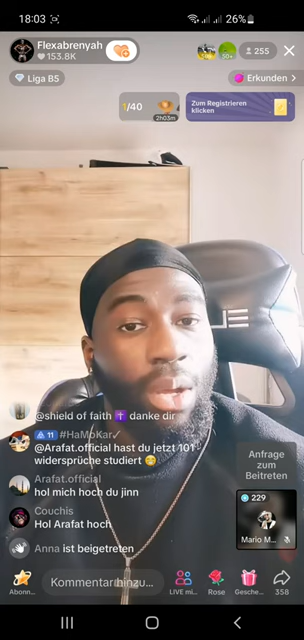 18:03
26%
Flexabrenyah
153.8K
50+
255
Liga B5
Erkunden >
1/40
2h03m
Zum Registrieren
klicken
@shield of faith ✝️ danke dir
11 #HaMoKar✓
@Arafat.official hast du jetzt 101
widersprüche studiert 😁
Arafat.official
hol mich hoch du jinn
Couchis
Hol Arafat hoch
Anna ist beigetreten
Anfrage
zum
Beitreten
229
Mario M...
Kommentar hinzu...
Abonn...
LIVE mi...
Rose
Gesche...
358